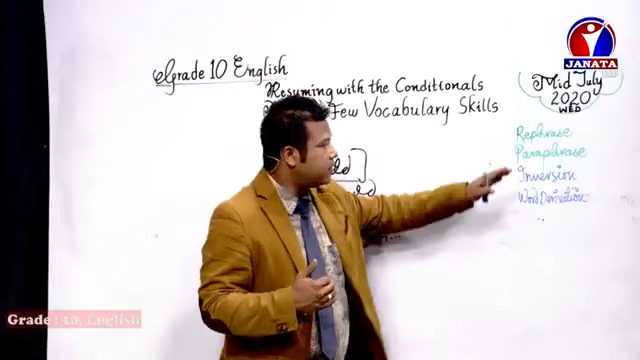 Grade 10 English
Resuming with the Conditionals
Few Vocabulary Skills
Mid July
2020
WED
Rephrase
Paraphrase
Inversion
Word Derivation
JANATA
Grade: 10, English